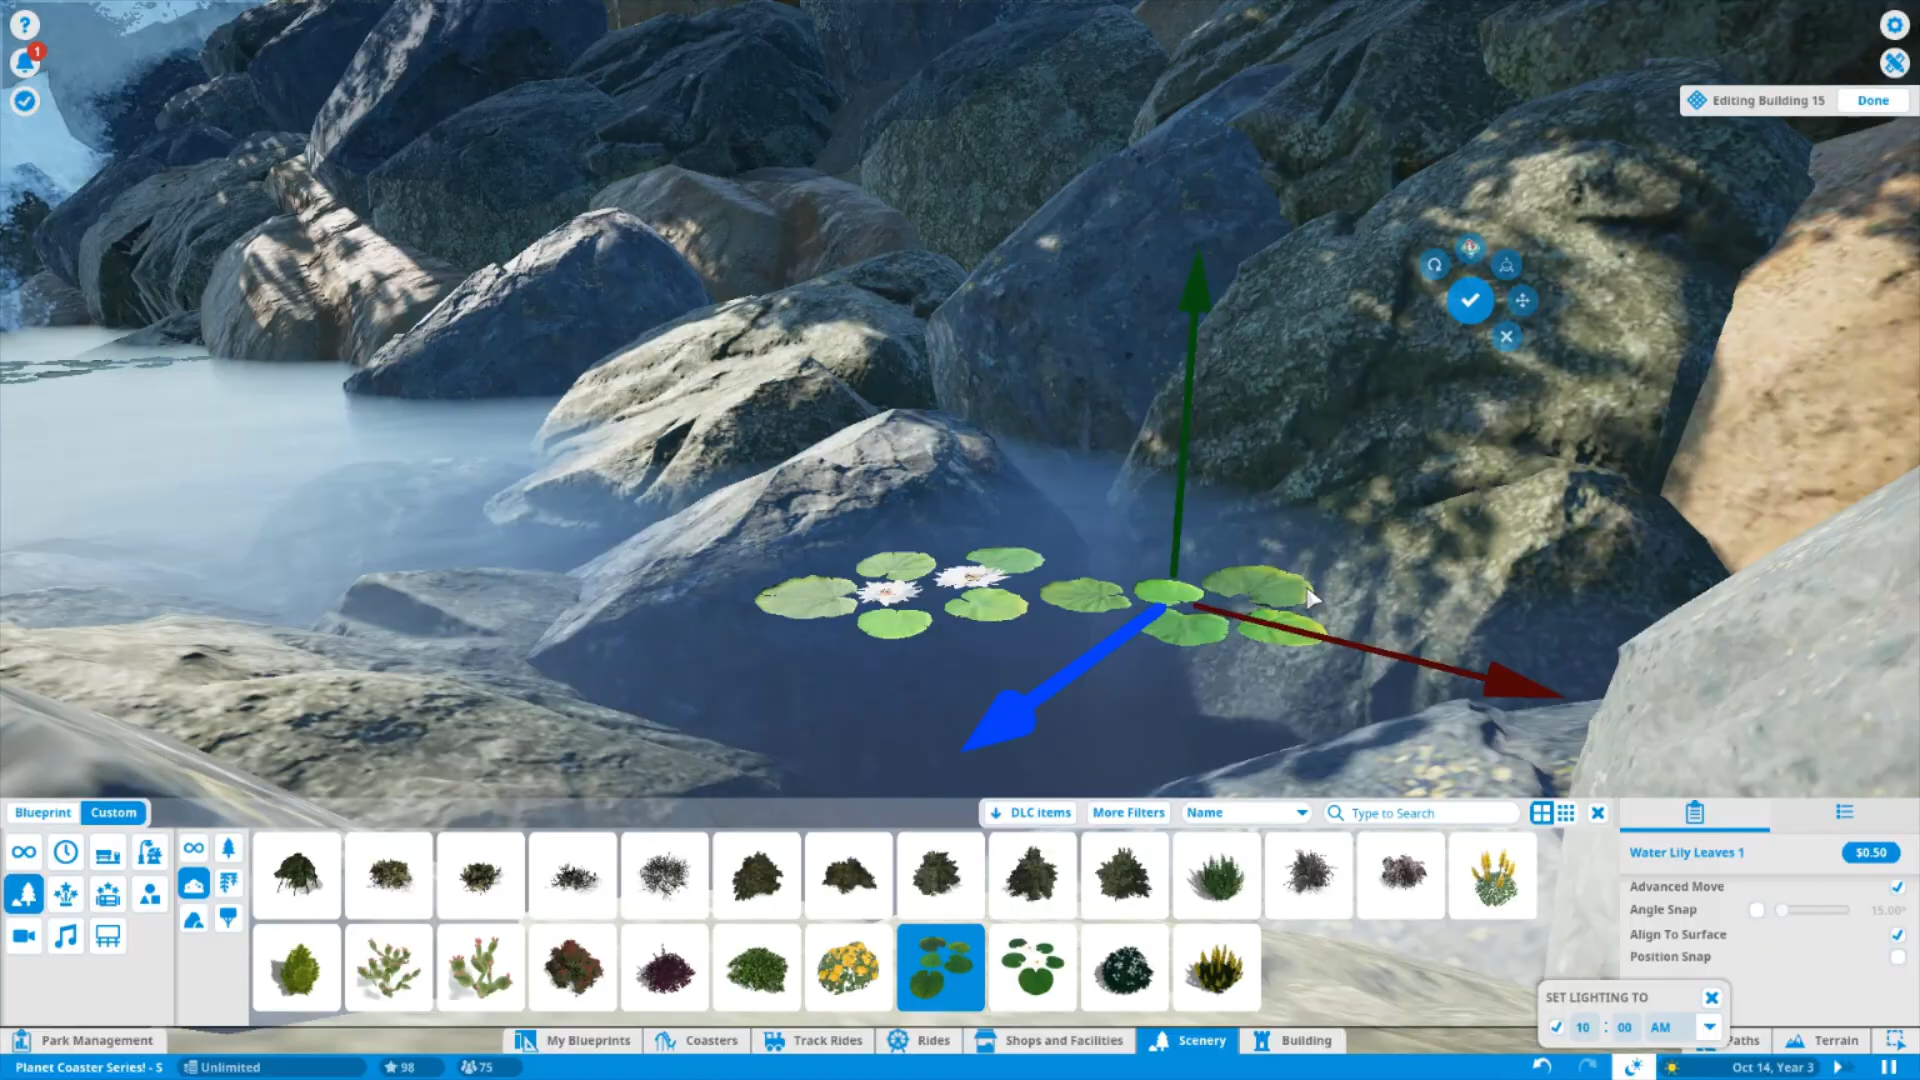 ?
1
Editing Building 15 Done
Blueprint Custom
DLC items More Filters Name Type to Search
Water Lily Leaves 1 $0.50
Advanced Move
Angle Snap 15.00°
Align To Surface
Position Snap
SET LIGHTING TO
10 : 00 AM
Park Management My Blueprints Coasters Track Rides Rides Shops and Facilities Scenery Building Paths Terrain
Planet Coaster Series! - S Unlimited 98 75 Oct 14, Year 3